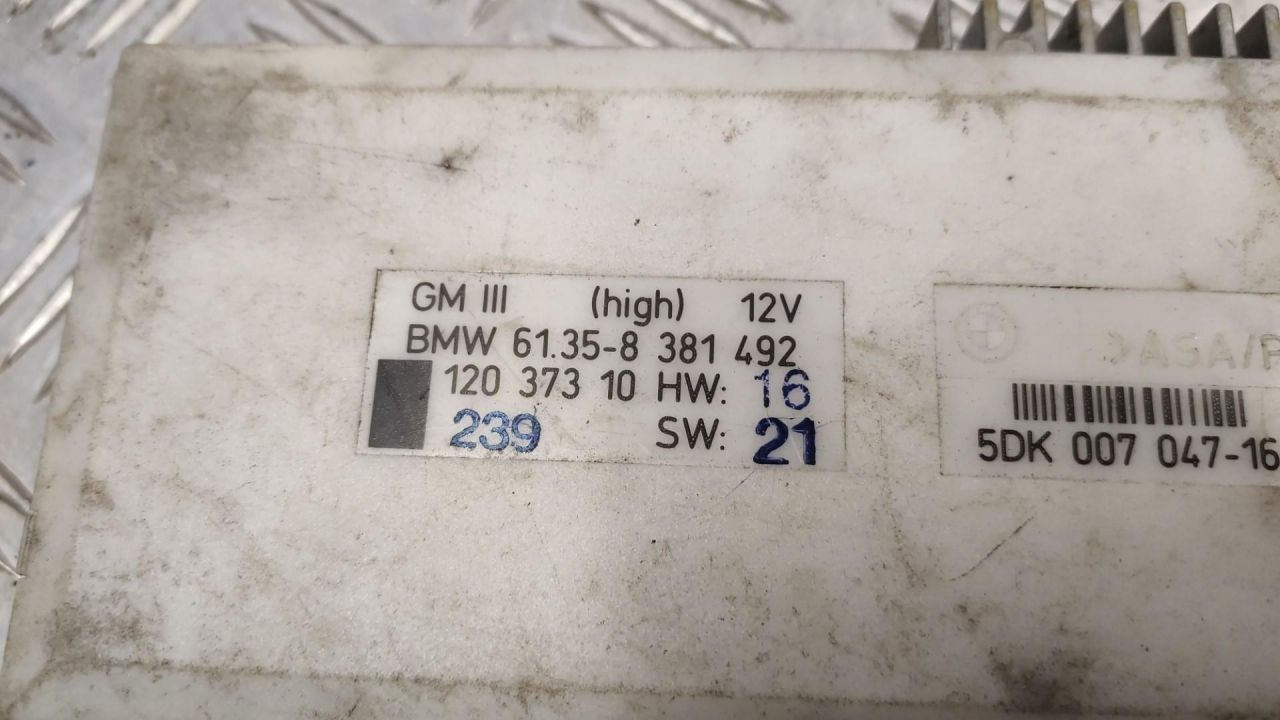 GM III (high) 12V
BMW 61.35-8 381 492
120 373 10 HW: 16
239 SW: 21
>ASA/P
5DK 007 047-16